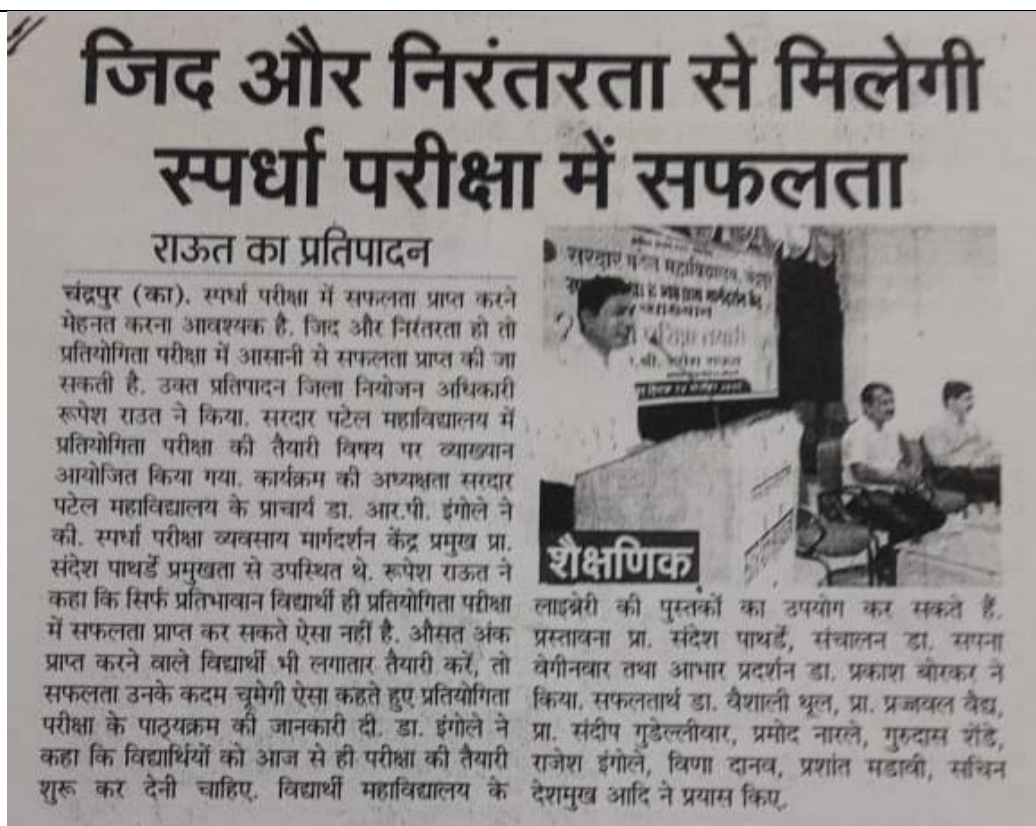 जिद और निरंतरता से मिलेगी
स्पर्धा परीक्षा में सफलता
राऊत का प्रतिपादन
चंद्रपुर (का). स्पर्धा परीक्षा में सफलता प्राप्त करने
मेहनत करना आवश्यक है. जिद और निरंतरता हो तो
प्रतियोगिता परीक्षा में आसानी से सफलता प्राप्त की जा
सकती है. उक्त प्रतिपादन जिला नियोजन अधिकारी
रूपेश राउत ने किया. सरदार पटेल महाविद्यालय में
प्रतियोगिता परीक्षा की तैयारी विषय पर व्याख्यान
आयोजित किया गया. कार्यक्रम की अध्यक्षता सरदार
पटेल महाविद्यालय के प्राचार्य डा. आर.पी. इंगोले ने
की. स्पर्धा परीक्षा व्यवसाय मार्गदर्शन केंद्र प्रमुख प्रा.
संदेश पाथर्डे प्रमुखता से उपस्थित थे. रूपेश राऊत ने
कहा कि सिर्फ प्रतिभावान विद्यार्थी ही प्रतियोगिता परीक्षा
में सफलता प्राप्त कर सकते ऐसा नहीं है. औसत अंक
प्राप्त करने वाले विद्यार्थी भी लगातार तैयारी करें, तो
सफलता उनके कदम चूमेगी ऐसा कहते हुए प्रतियोगिता
परीक्षा के पाठ्यक्रम की जानकारी दी. डा. इंगोले ने
कहा कि विद्यार्थियों को आज से ही परीक्षा की तैयारी
शुरू कर देनी चाहिए. विद्यार्थी महाविद्यालय के
सरदार पटेल महाविद्यालय,
व्याख्यान
शैक्षणिक
लाइब्रेरी की पुस्तकों का उपयोग कर सकते हैं.
प्रस्तावना प्रा. संदेश पाथर्डे, संचालन डा. सपना
वेगीनवार तथा आभार प्रदर्शन डा. प्रकाश बोरकर ने
किया. सफलतार्थ डा. वैशाली थूल, प्रा. प्रज्जवल वैद्य,
प्रा. संदीप गुडेल्लीवार, प्रमोद नारले, गुरुदास शेंडे,
राजेश इंगोले, विणा दानव, प्रशांत मडावी, सचिन
देशमुख आदि ने प्रयास किए.